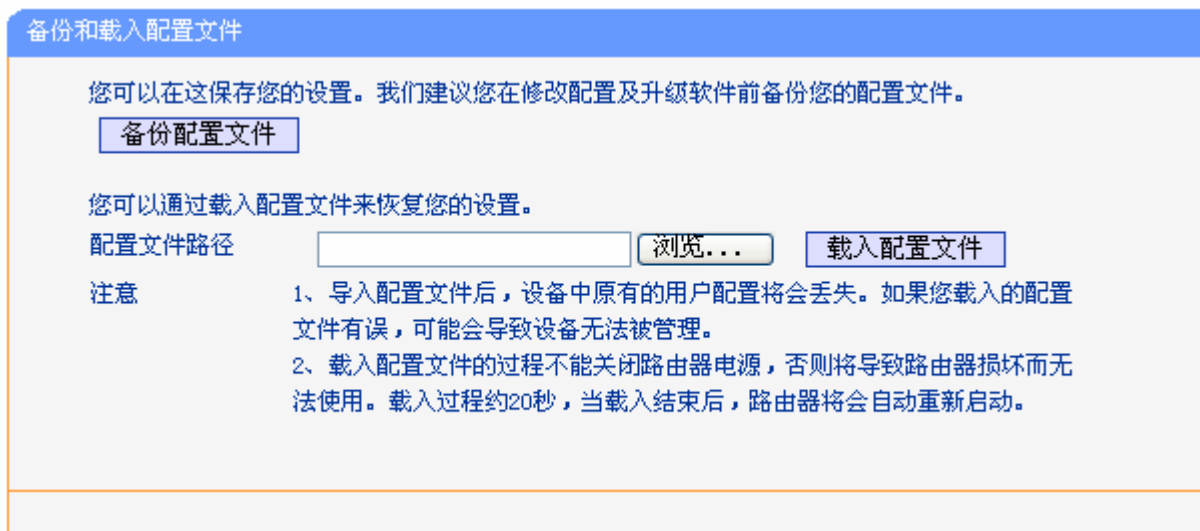 备份和载入配置文件
您可以在这保存您的设置。我们建议您在修改配置及升级软件前备份您的配置文件。
备份配置文件
您可以通过载入配置文件来恢复您的设置。
配置文件路径 浏览... 载入配置文件
注意 1、导入配置文件后，设备中原有的用户配置将会丢失。如果您载入的配置
文件有误，可能会导致设备无法被管理。
2、载入配置文件的过程不能关闭路由器电源，否则将导致路由器损坏而无
法使用。载入过程约20秒，当载入结束后，路由器将会自动重新启动。